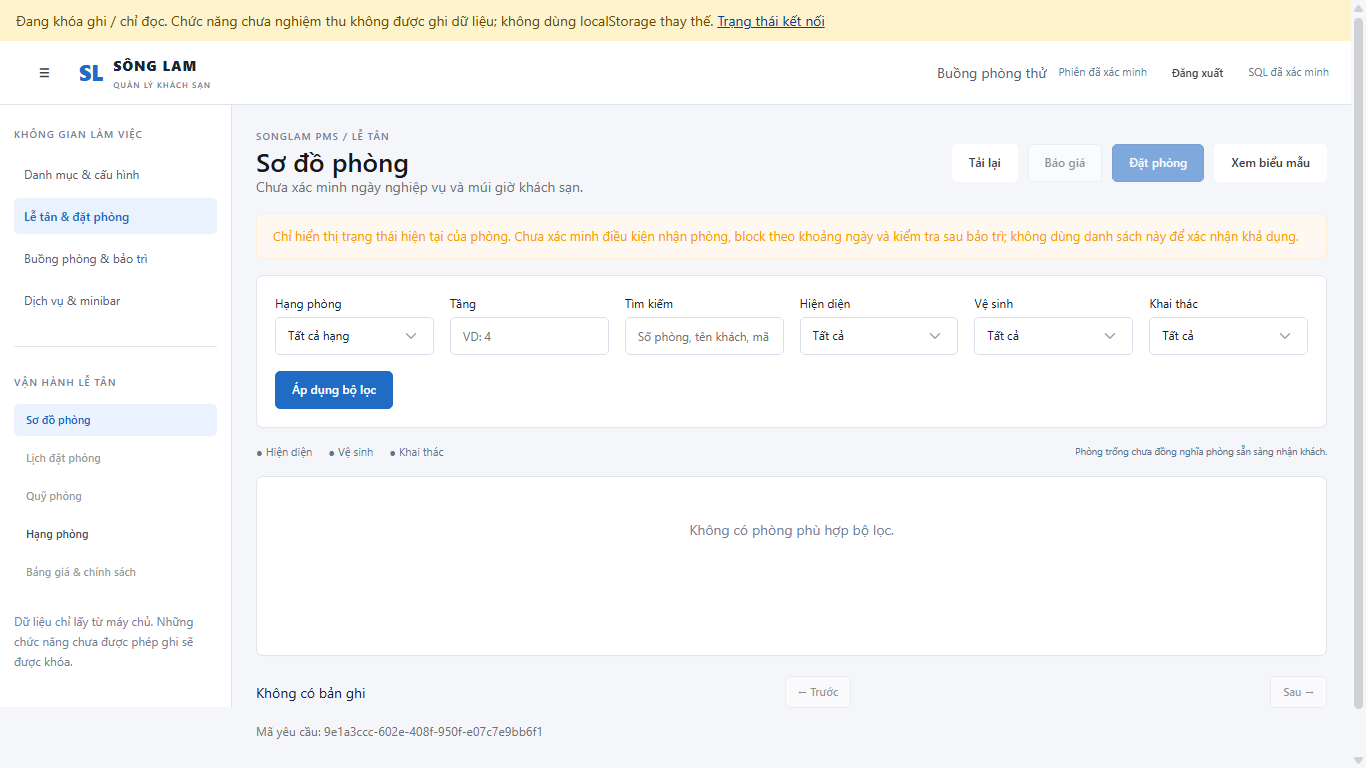 Đang khóa ghi / chỉ đọc. Chức năng chưa nghiệm thu không được ghi dữ liệu; không dùng localStorage thay thế. Trạng thái kết nối
☰ SL SÔNG LAM
QUẢN LÝ KHÁCH SẠN
Buồng phòng thử Phiên đã xác minh Đăng xuất SQL đã xác minh
KHÔNG GIAN LÀM VIỆC
Danh mục & cấu hình
Lễ tân & đặt phòng
Buồng phòng & bảo trì
Dịch vụ & minibar
VẬN HÀNH LỄ TÂN
Sơ đồ phòng
Lịch đặt phòng
Quỹ phòng
Hạng phòng
Bảng giá & chính sách
Dữ liệu chỉ lấy từ máy chủ. Những
chức năng chưa được phép ghi sẽ
được khóa.
SONGLAM PMS / LỄ TÂN
Sơ đồ phòng
Chưa xác minh ngày nghiệp vụ và múi giờ khách sạn.
Tải lại Báo giá Đặt phòng Xem biểu mẫu
Chỉ hiển thị trạng thái hiện tại của phòng. Chưa xác minh điều kiện nhận phòng, block theo khoảng ngày và kiểm tra sau bảo trì; không dùng danh sách này để xác nhận khả dụng.
Hạng phòng Tầng Tìm kiếm Hiện diện Vệ sinh Khai thác
Tất cả hạng VD: 4 Số phòng, tên khách, mã Tất cả Tất cả Tất cả
Áp dụng bộ lọc
● Hiện diện ● Vệ sinh ● Khai thác Phòng trống chưa đồng nghĩa phòng sẵn sàng nhận khách.
Không có phòng phù hợp bộ lọc.
Không có bản ghi ← Trước Sau →
Mã yêu cầu: 9e1a3ccc-602e-408f-950f-e07c7e9bb6f1